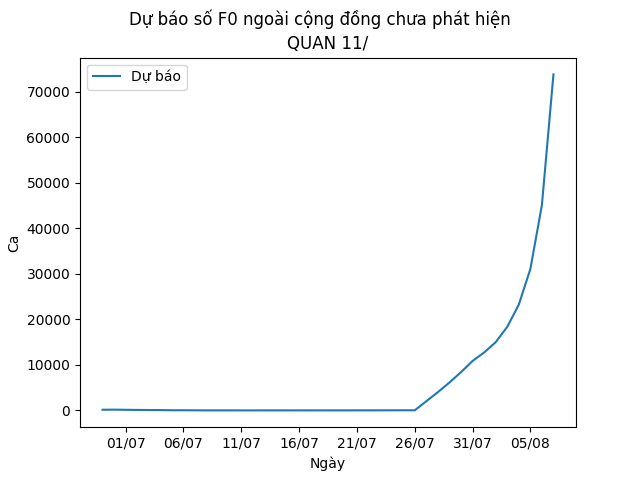 Dự báo số F0 ngoài cộng đồng chưa phát hiện
QUAN 11/
Dự báo
70000
60000
50000
40000
30000
20000
10000
0
Ca
01/07 06/07 11/07 16/07 21/07 26/07 31/07 05/08
Ngày